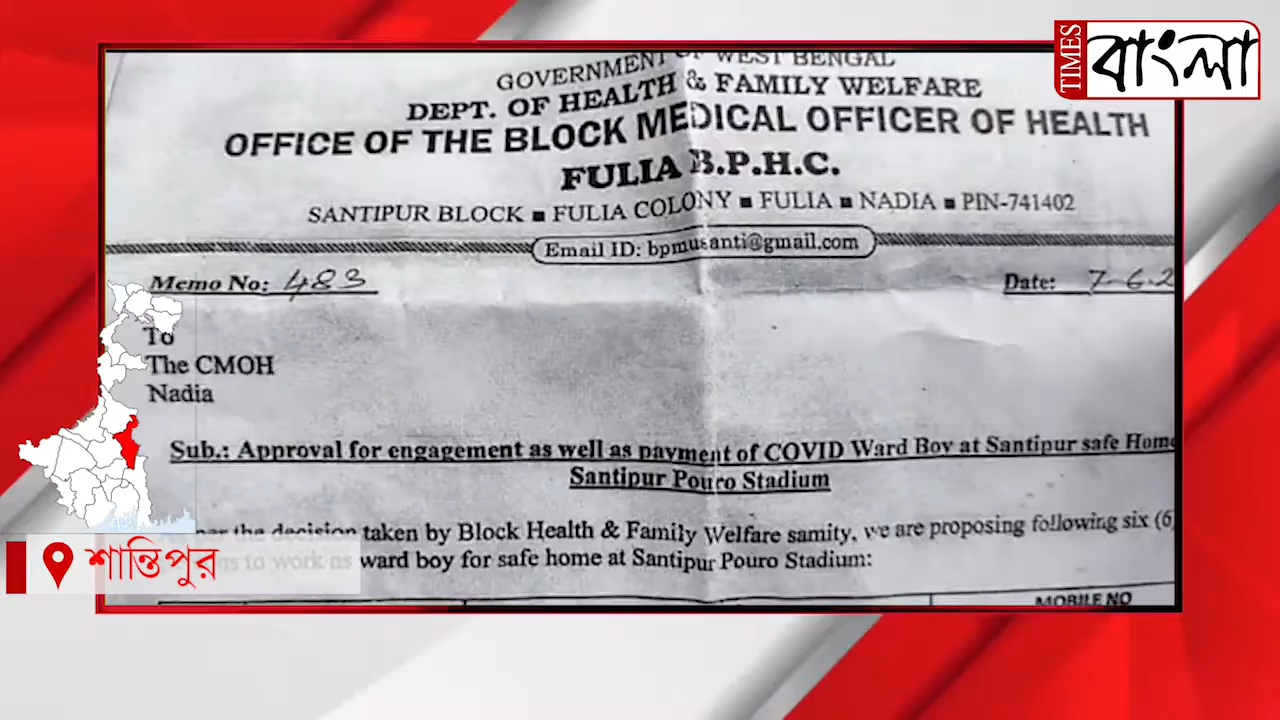 TIMES
বাংলা
GOVERNMENT OF WEST BENGAL
DEPT. OF HEALTH & FAMILY WELFARE
OFFICE OF THE BLOCK MEDICAL OFFICER OF HEALTH
FULIA B.P.H.C.
SANTIPUR BLOCK ■ FULIA COLONY ■ FULIA ■ NADIA ■ PIN-741402
Email ID: bpmusanti@gmail.com
Memo No: 483 Date: 7-6.2
To
The CMOH
Nadia
Sub.: Approval for engagement as well as payment of COVID Ward Boy at Santipur safe Home
Santipur Pouro Stadium
per the decision taken by Block Health & Family Welfare samity, we are proposing following six (6)
to work as ward boy for safe home at Santipur Pouro Stadium:
MOBILE NO
শান্তিপুর